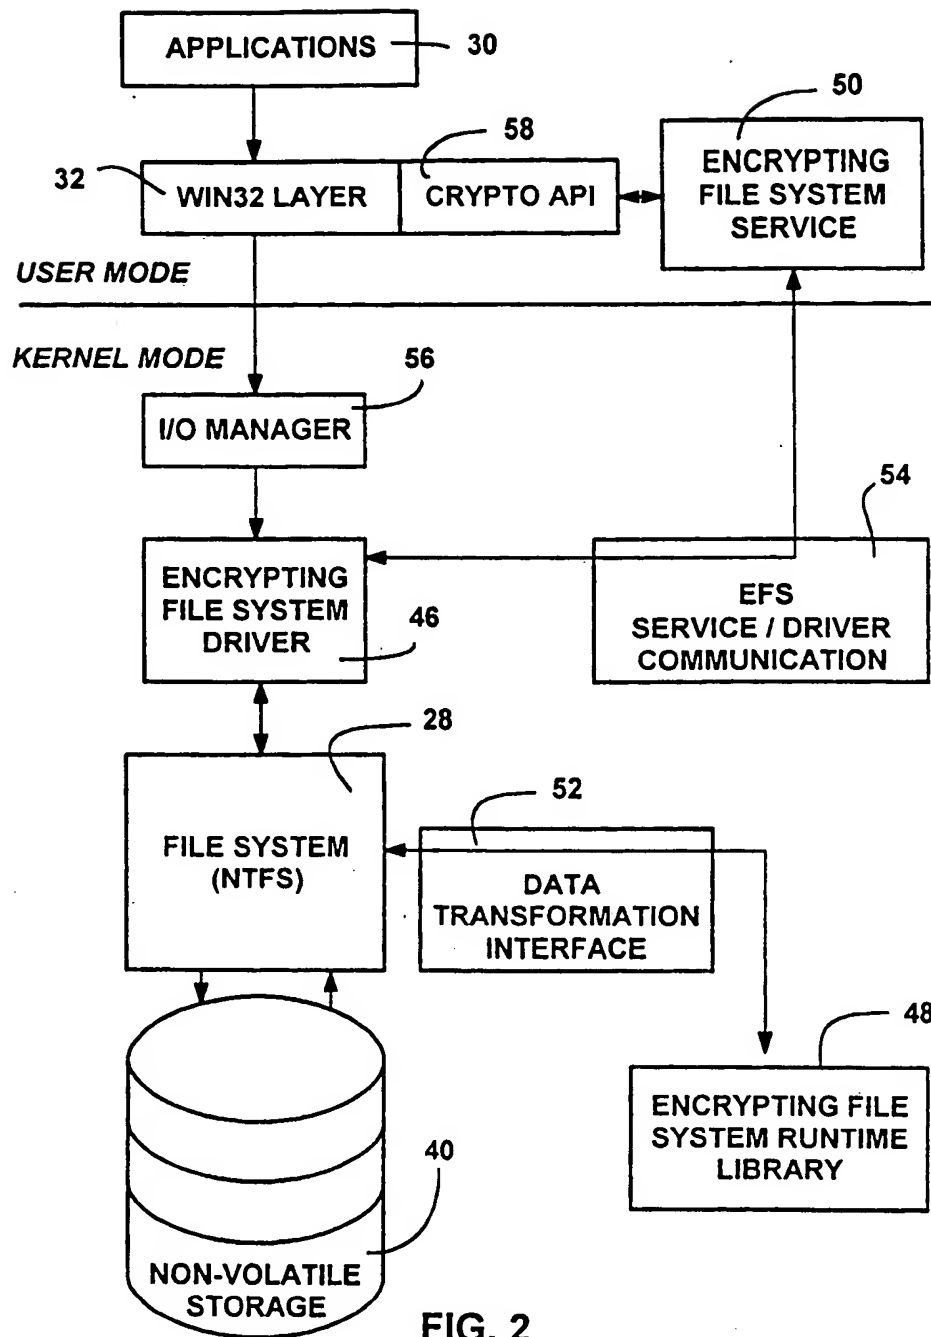 APPLICATIONS
30
50
58
32
WIN32 LAYER
CRYPTO API
ENCRYPTING
FILE SYSTEM
SERVICE
USER MODE
KERNEL MODE
56
I/O MANAGER
54
ENCRYPTING
FILE SYSTEM
DRIVER
46
EFS
SERVICE / DRIVER
COMMUNICATION
28
FILE SYSTEM
(NTFS)
52
DATA
TRANSFORMATION
INTERFACE
48
ENCRYPTING FILE
SYSTEM RUNTIME
LIBRARY
40
NON-VOLATILE
STORAGE
FIG. 2